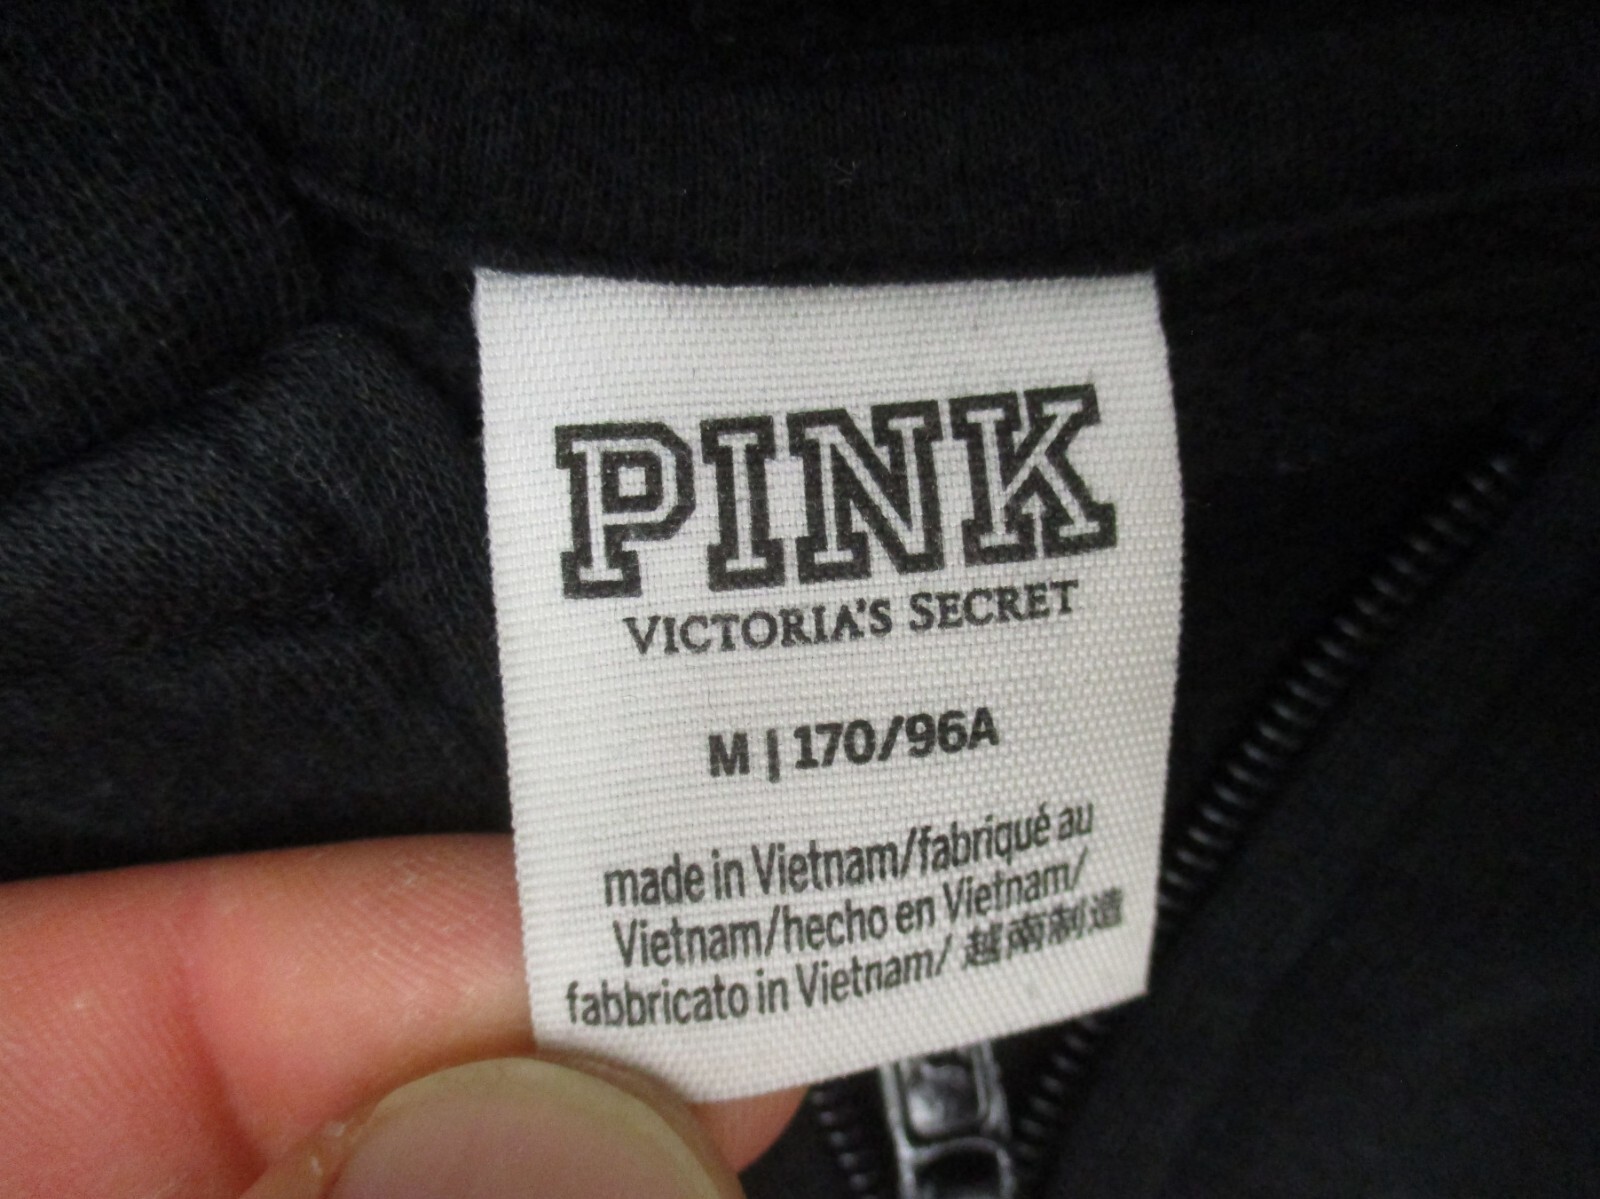 PINK
VICTORIA'S SECRET
M | 170/96A
made in Vietnam/fabriqué au
Vietnam/hecho en Vietnam/
fabbricato in Vietnam/ 越南制造